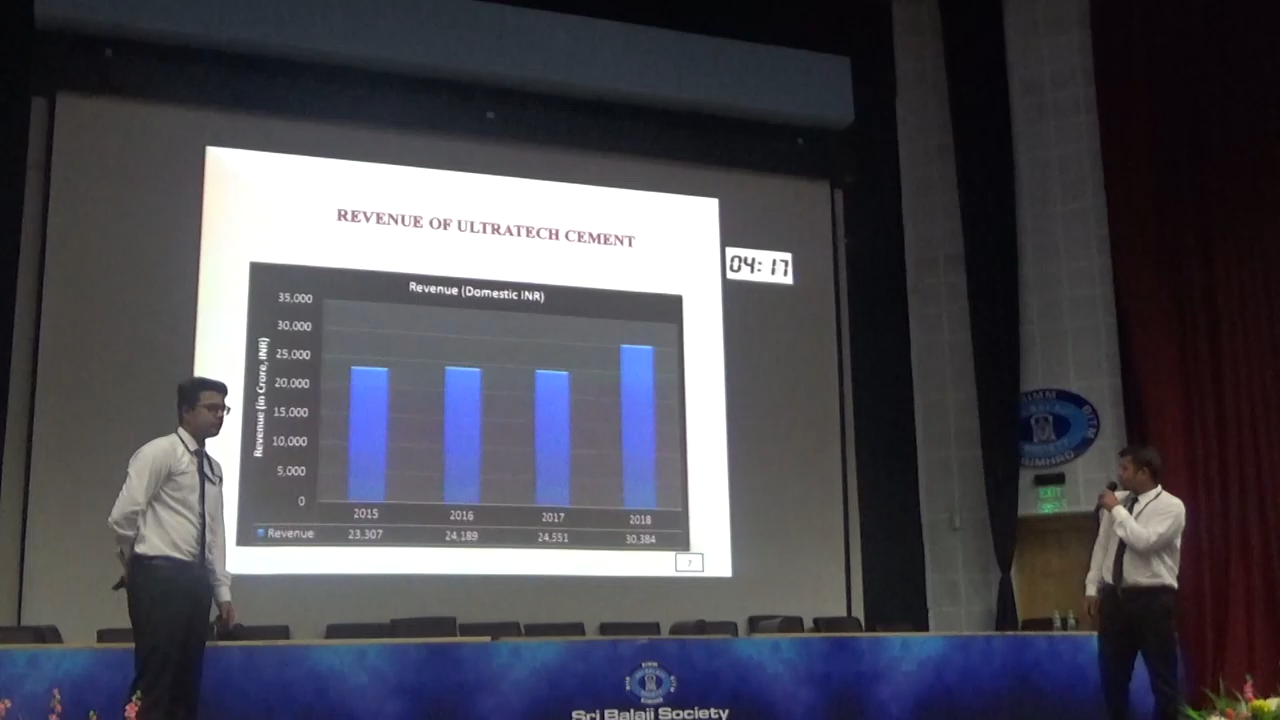 REVENUE OF ULTRATECH CEMENT
04:17
Revenue (Domestic INR)
Revenue (in Crore, INR)
35,000
30,000
25,000
20,000
15,000
10,000
5,000
0
2015 2016 2017 2018
Revenue 23,307 24,189 24,551 30,384
7
EXIT
Sri Balaji Society